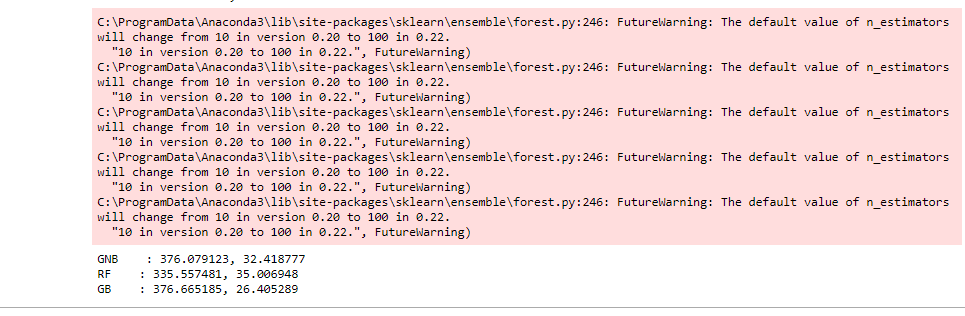 C:\ProgramData\Anaconda3\lib\site-packages\sklearn\ensemble\forest.py:246: FutureWarning: The default value of n_estimators
will change from 10 in version 0.20 to 100 in 0.22.
  "10 in version 0.20 to 100 in 0.22.", FutureWarning)
C:\ProgramData\Anaconda3\lib\site-packages\sklearn\ensemble\forest.py:246: FutureWarning: The default value of n_estimators
will change from 10 in version 0.20 to 100 in 0.22.
  "10 in version 0.20 to 100 in 0.22.", FutureWarning)
C:\ProgramData\Anaconda3\lib\site-packages\sklearn\ensemble\forest.py:246: FutureWarning: The default value of n_estimators
will change from 10 in version 0.20 to 100 in 0.22.
  "10 in version 0.20 to 100 in 0.22.", FutureWarning)
C:\ProgramData\Anaconda3\lib\site-packages\sklearn\ensemble\forest.py:246: FutureWarning: The default value of n_estimators
will change from 10 in version 0.20 to 100 in 0.22.
  "10 in version 0.20 to 100 in 0.22.", FutureWarning)
C:\ProgramData\Anaconda3\lib\site-packages\sklearn\ensemble\forest.py:246: FutureWarning: The default value of n_estimators
will change from 10 in version 0.20 to 100 in 0.22.
  "10 in version 0.20 to 100 in 0.22.", FutureWarning)
GNB    : 376.079123, 32.418777
RF    : 335.557481, 35.006948
GB    : 376.665185, 26.405289